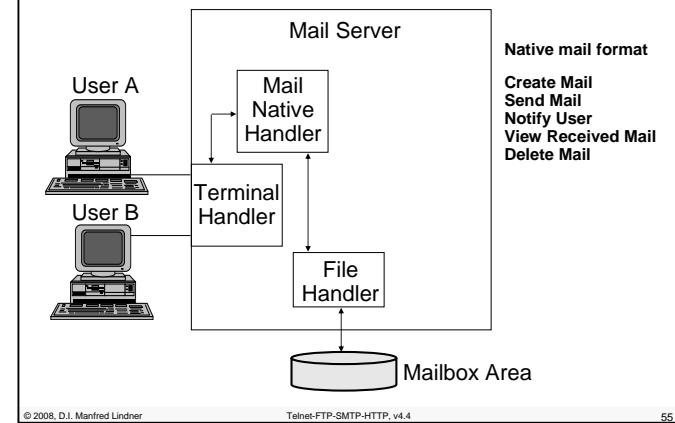 Mail Server
Native mail format
User A
Mail
Native
Handler
Create Mail
Send Mail
Notify User
View Received Mail
Delete Mail
Terminal
Handler
User B
File
Handler
Mailbox Area
© 2008, D.I. Manfred Lindner
Telnet-FTP-SMTP-HTTP, v4.4
55